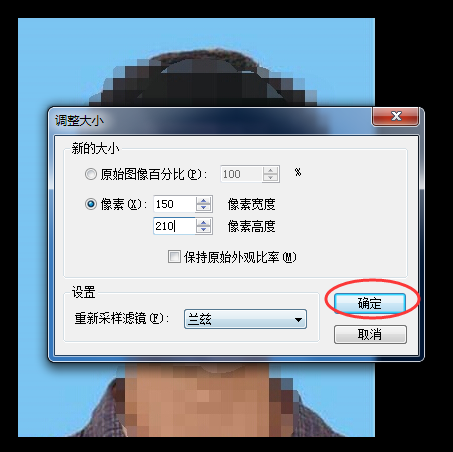 调整大小
新的大小
原始图像百分比(P): 100 %
像素(X): 150 像素宽度
210 像素高度
保持原始外观比率(M)
设置
重新采样滤镜(F): 兰兹
确定
取消